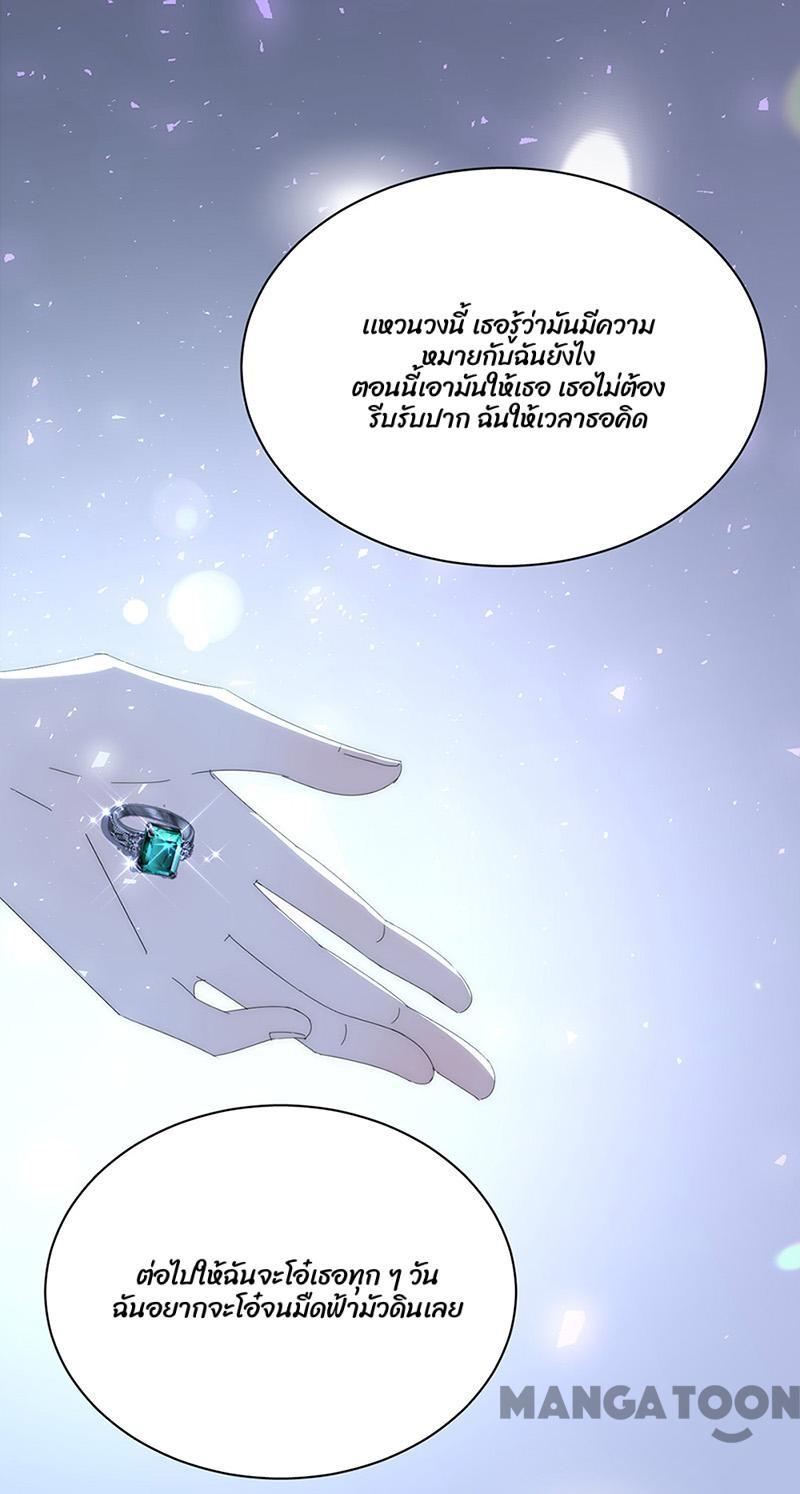 แหวนวงนี้ เธอรู้ว่ามันมีความ
หมายกับฉันยังไง
ตอนนี้เอามันให้เธอ เธอไม่ต้อง
รีบรับปาก ฉันให้เวลาธอคิด
ต่อไปให้ฉันจะโอ๋เธอทุก ๆ วัน
ฉันอยากจะโอ๋จนมืดฟ้ามัวดินเลย
MANGATOON